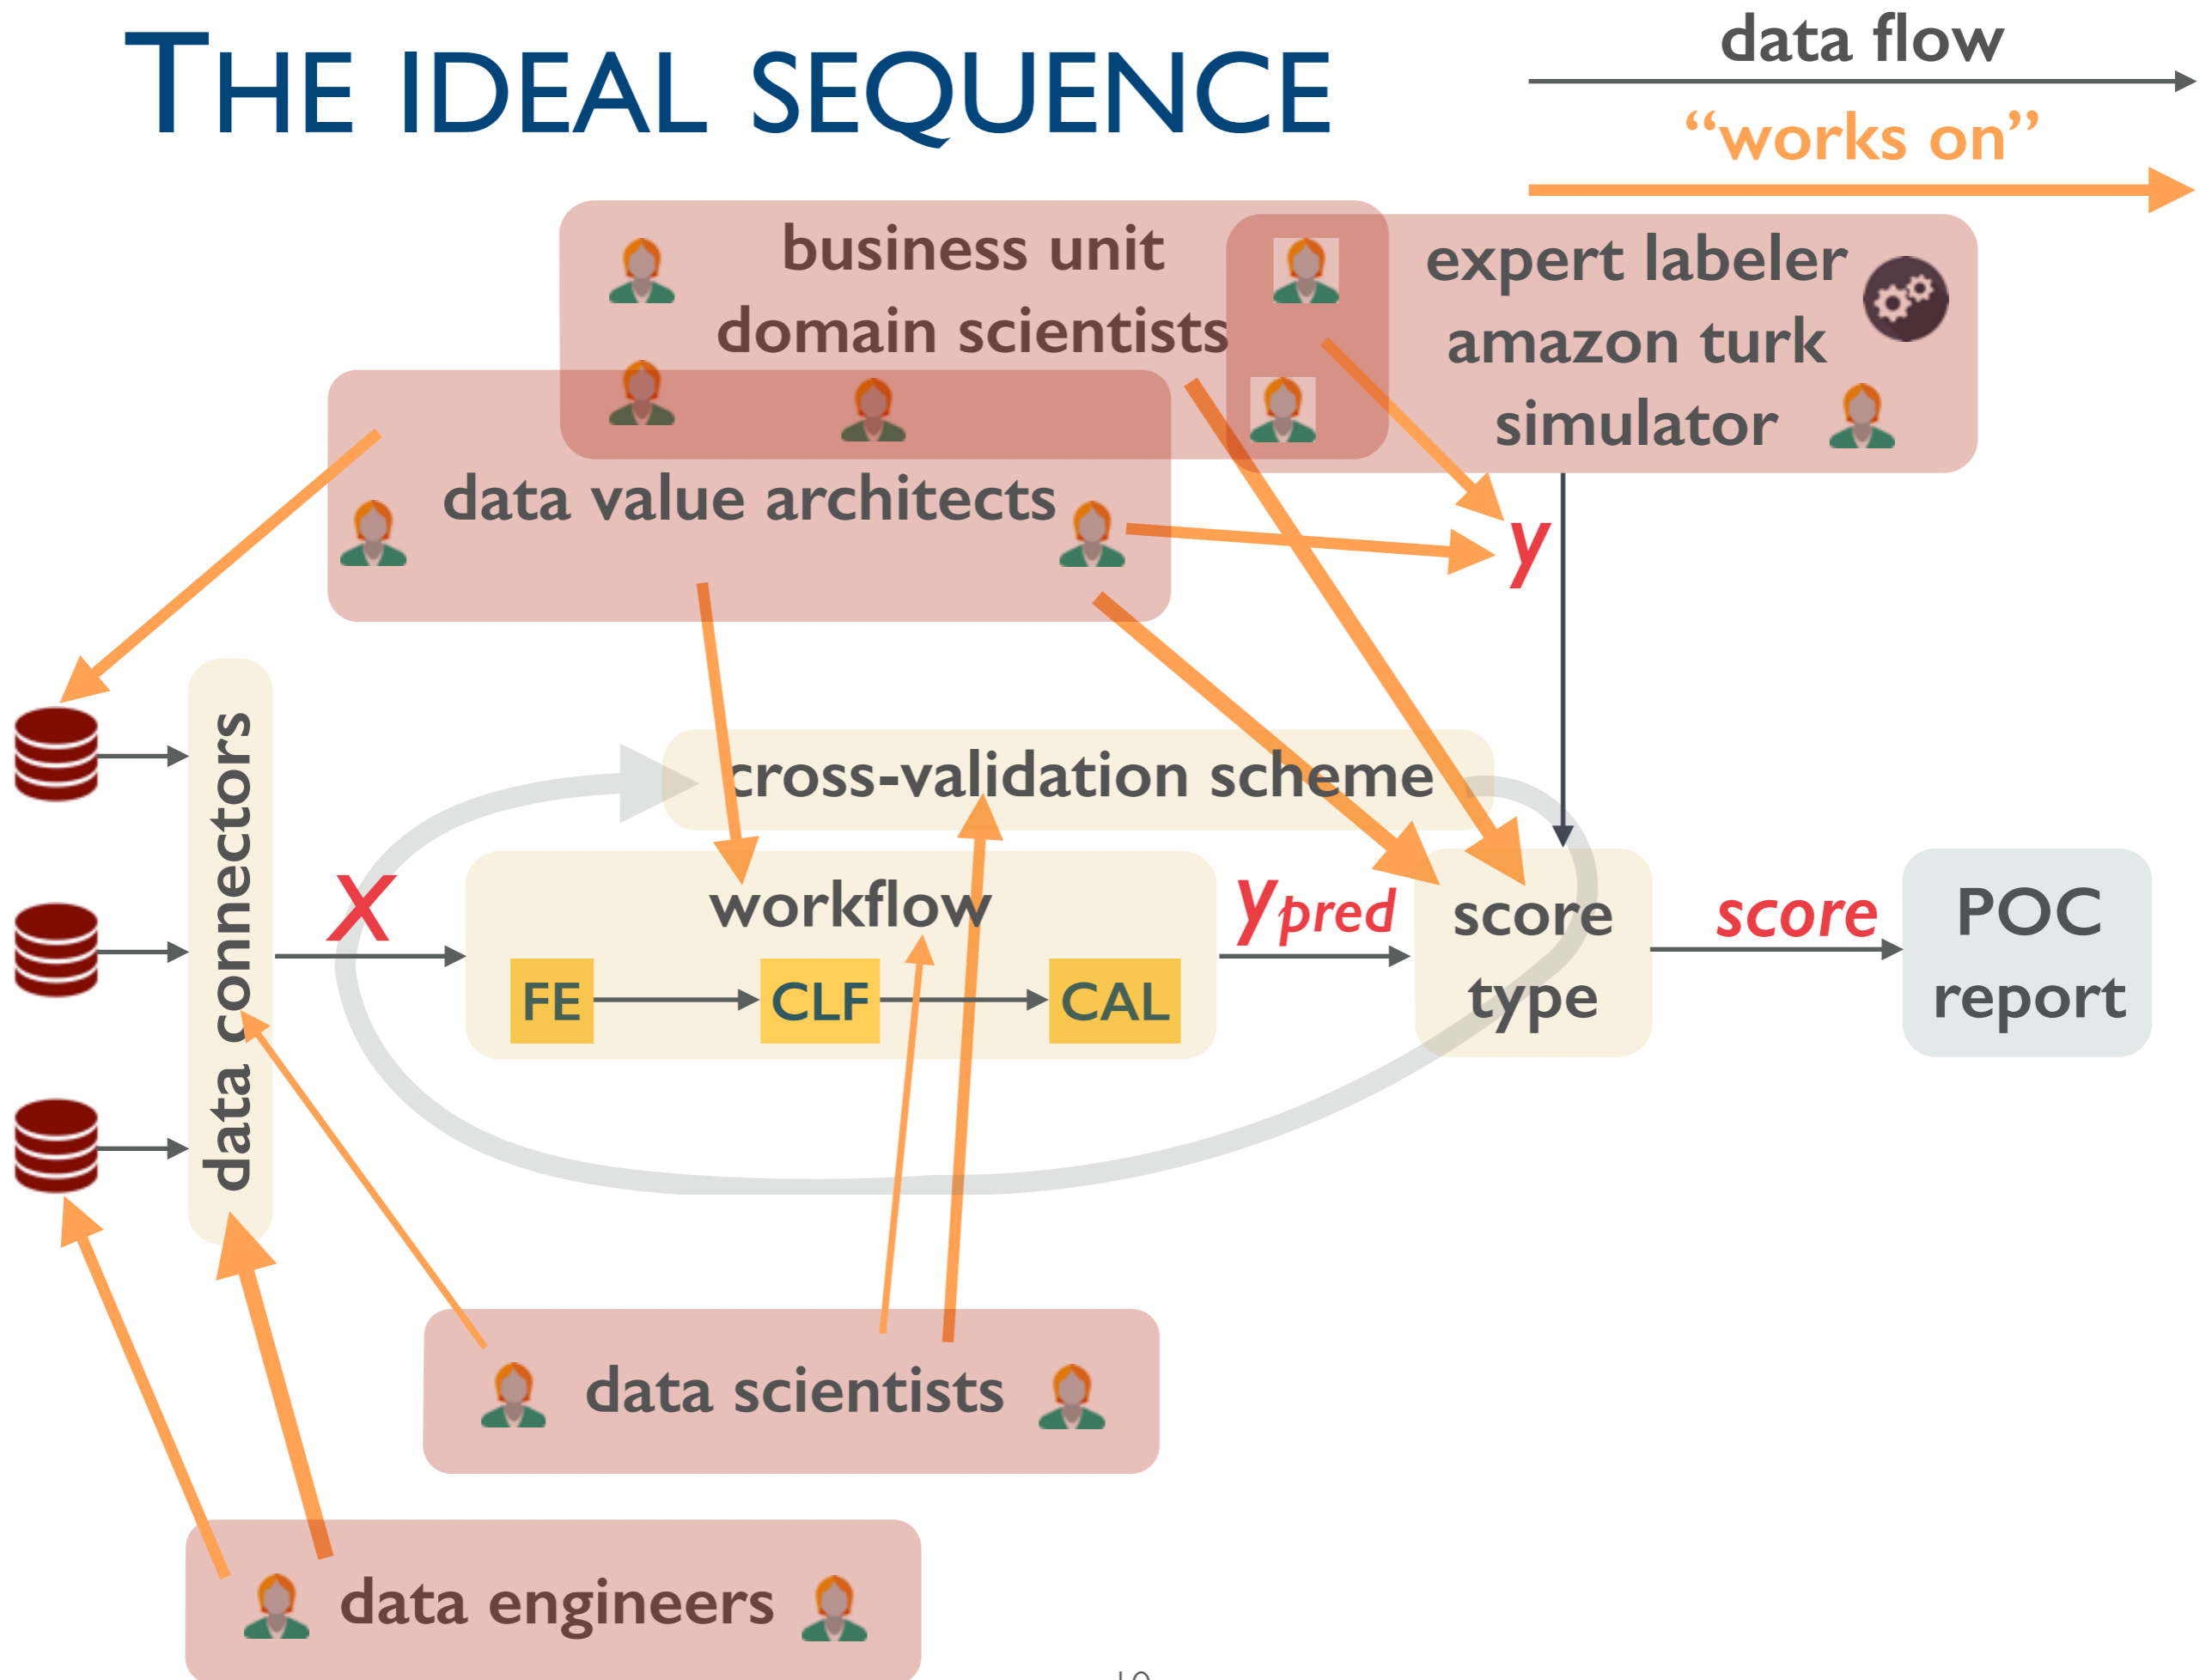 THE IDEAL SEQUENCE
data flow
“works on”
business unit
domain scientists
expert labeler
amazon turk
simulator
data value architects
y
data connectors
cross-validation scheme
X
workflow
FE
CLF
CAL
ypred
score
type
score
POC
report
data scientists
data engineers